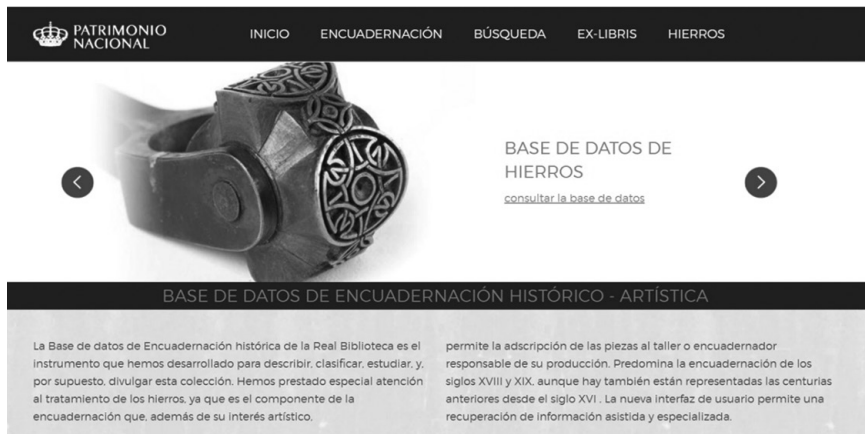 PATRIMONIO
NACIONAL
INICIO ENCUADERNACIÓN BÚSQUEDA EX-LIBRIS HIERROS
BASE DE DATOS DE
HIERROS
consultar la base de datos
BASE DE DATOS DE ENCUADERNACIÓN HISTÓRICO - ARTÍSTICA
La Base de datos de Encuadernación histórica de la Real Biblioteca es el
instrumento que hemos desarrollado para describir, clasificar, estudiar, y,
por supuesto, divulgar esta colección. Hemos prestado especial atención
al tratamiento de los hierros, ya que es el componente de la
encuadernación que, además de su interés artístico,
permite la adscripción de las piezas al taller o encuadernador
responsable de su producción. Predomina la encuadernación de los
siglos XVIII y XIX, aunque hay también están representadas las centurias
anteriores desde el siglo XVI . La nueva interfaz de usuario permite una
recuperación de información asistida y especializada.